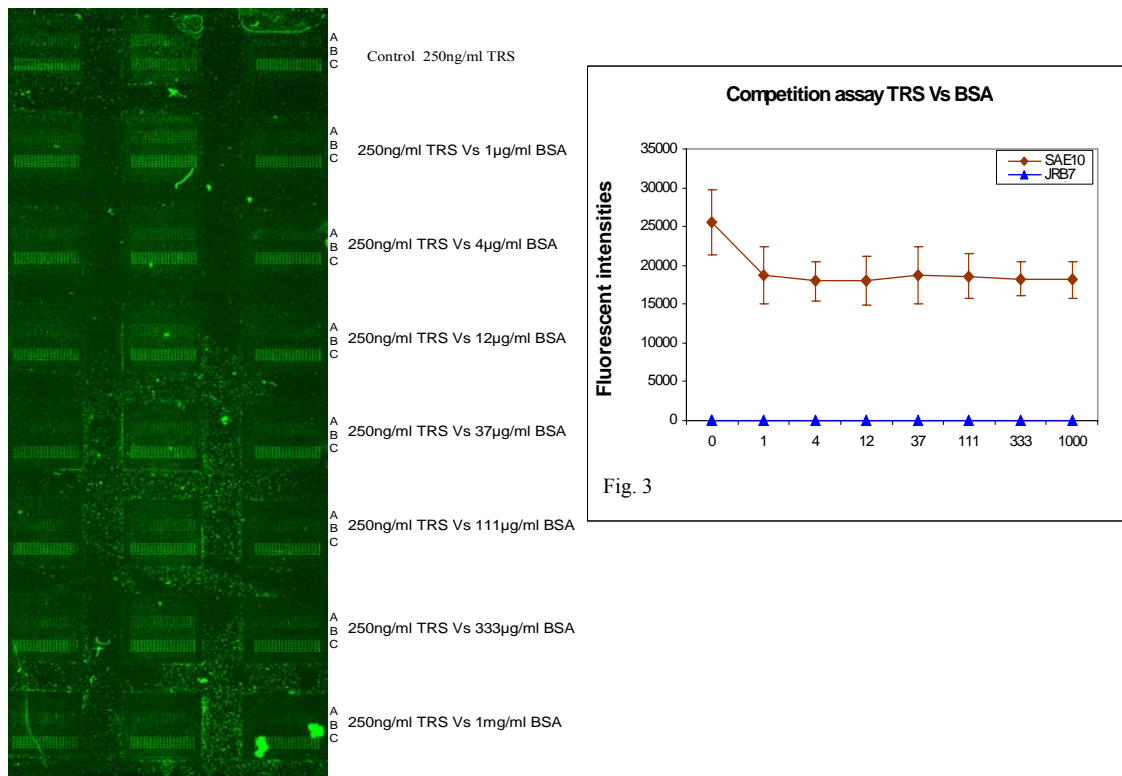 A
B
C
Control 250ng/ml TRS
A
B
C
250ng/ml TRS Vs 1µg/ml BSA
A
B
C
250ng/ml TRS Vs 4µg/ml BSA
A
B
C
250ng/ml TRS Vs 12µg/ml BSA
A
B
C
250ng/ml TRS Vs 37µg/ml BSA
A
B
C
250ng/ml TRS Vs 111µg/ml BSA
A
B
C
250ng/ml TRS Vs 333µg/ml BSA
A
B
C
250ng/ml TRS Vs 1mg/ml BSA
Competition assay TRS Vs BSA
SAE10
JRB7
Fluorescent intensities
35000
30000
25000
20000
15000
10000
5000
0
0 1 4 12 37 111 333 1000
Fig. 3